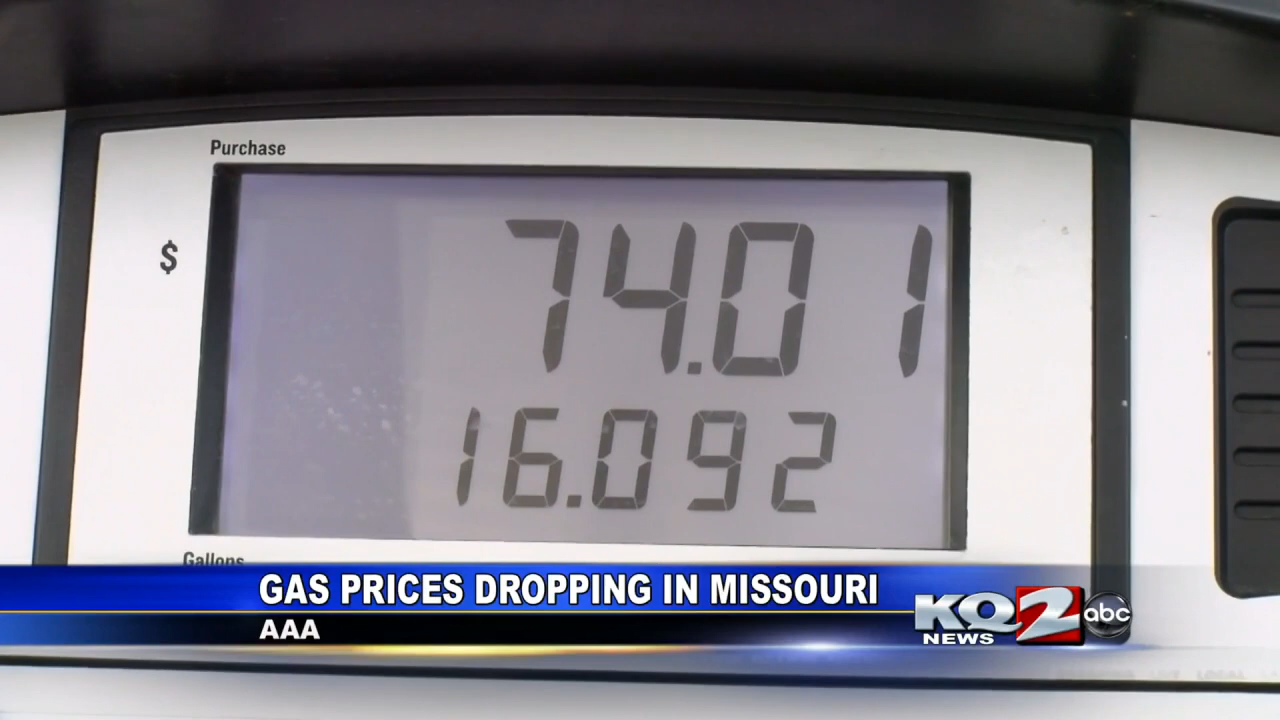 Purchase
$
74.01
16.092
Gallons
GAS PRICES DROPPING IN MISSOURI
AAA
KQ2 abc
NEWS